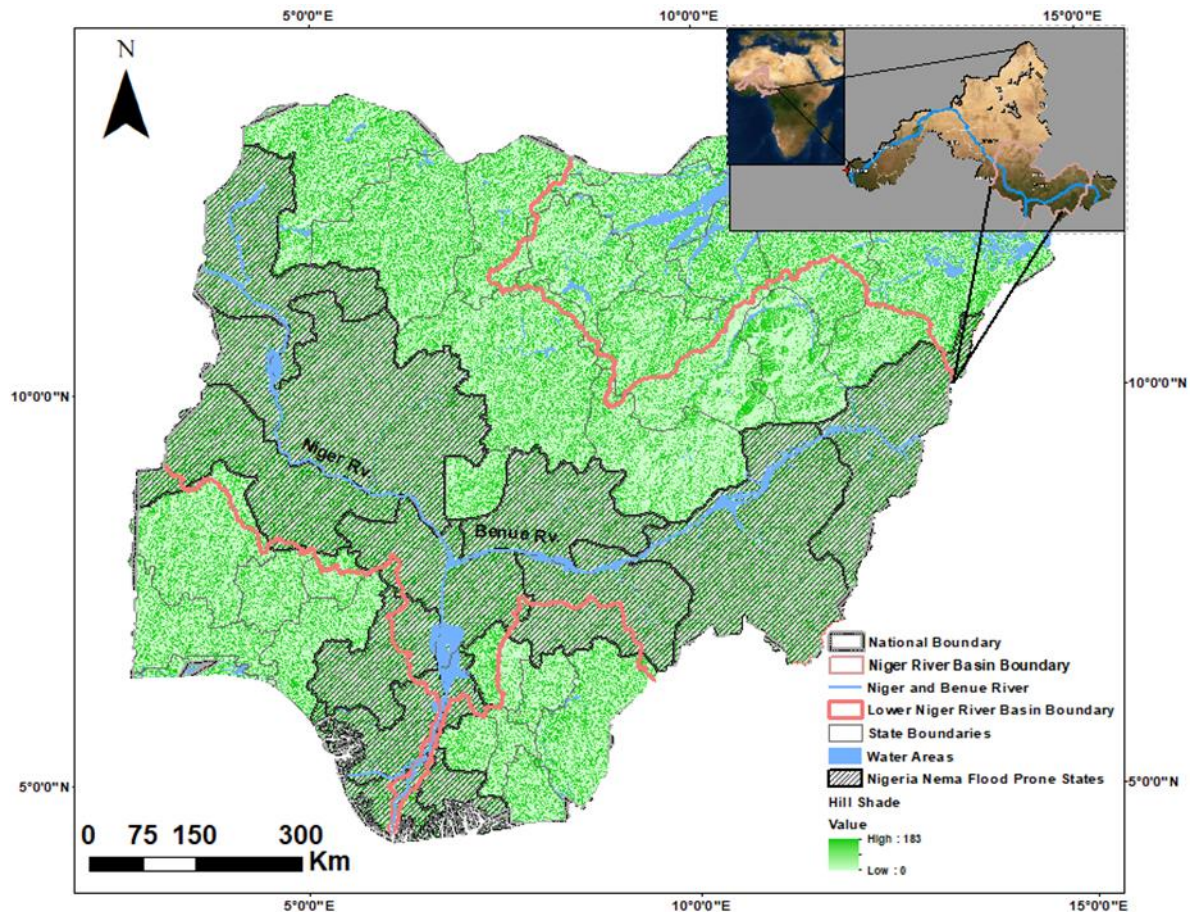 5°0'0"E
10°0'0"E
15°0'0"E
N
10°0'0"N
10°0'0"N
Niger Rv.
Benue Rv.
National Boundary
Niger River Basin Boundary
Niger and Benue River
Lower Niger River Basin Boundary
State Boundaries
Water Areas
Nigeria Nema Flood Prone States
Hill Shade
Value
High : 183
Low : 0
5°0'0"N
5°0'0"N
0 75 150 300
Km
5°0'0"E
10°0'0"E
15°0'0"E